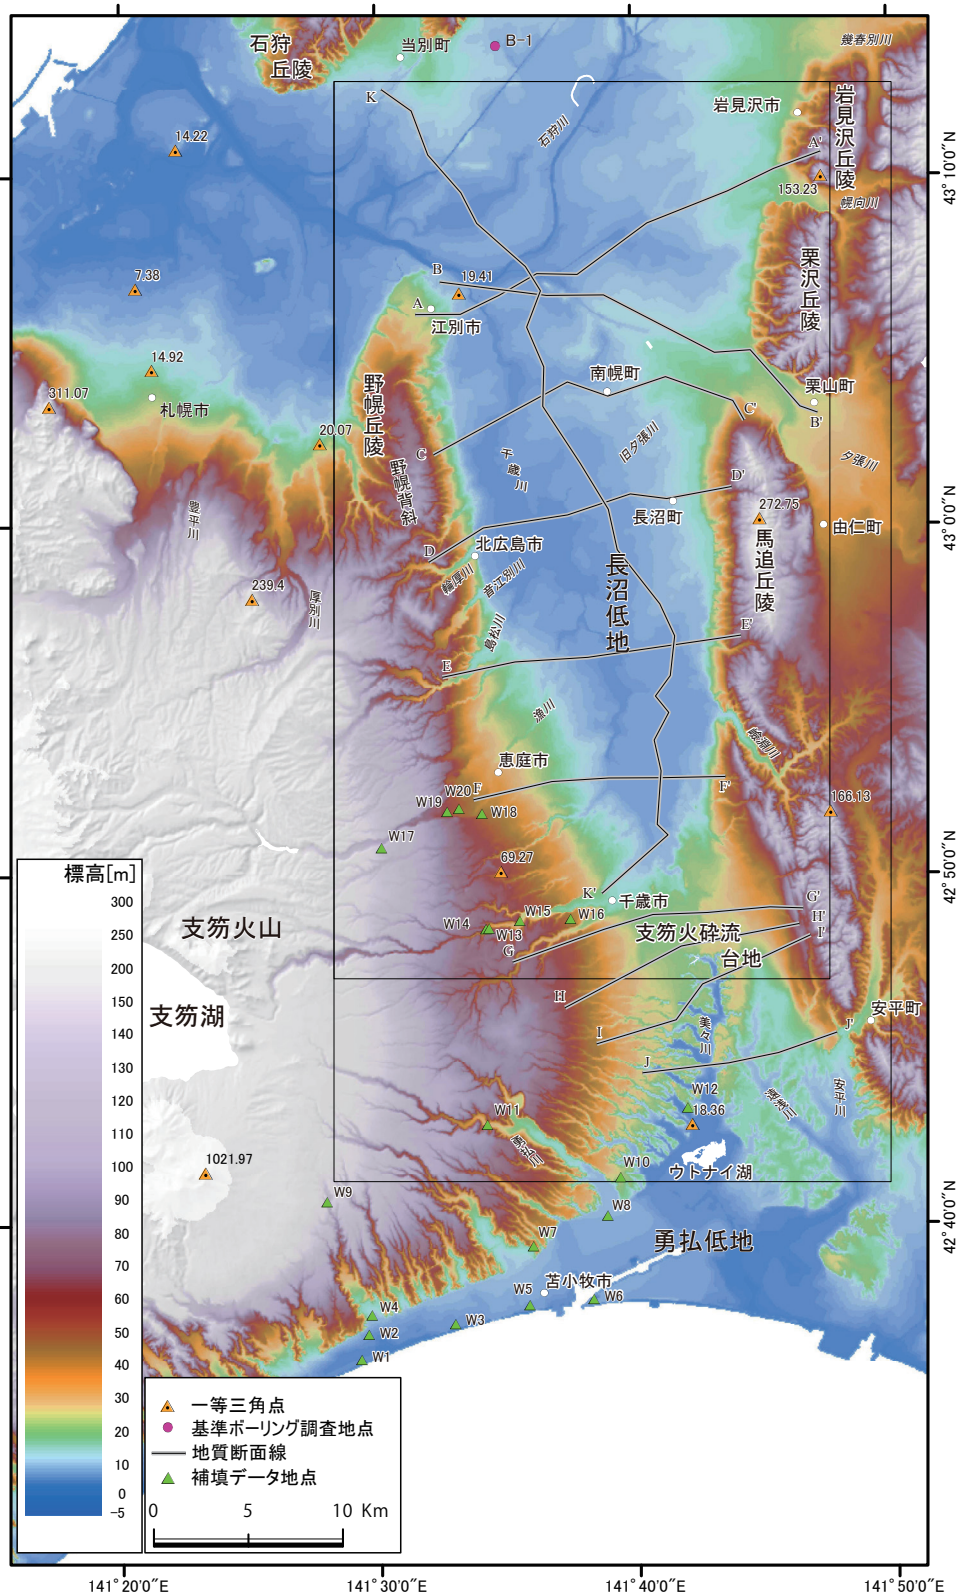 石狩
丘陵
当別町
B-1
幾春別川
K
岩見沢市
岩見沢丘陵
石狩川
A'
14.22
153.23
幌向川
43° 10'0"N
栗沢丘陵
B
19.41
7.38
A
江別市
14.92
南幌町
栗山町
311.07
札幌市
野幌丘陵
C'
B'
20.07
旧夕張川
C
千歳川
夕張川
野幌背斜
D'
豊平川
272.75
長沼町
由仁町
43° 0'0"N
D
北広島市
馬追丘陵
輪厚川
音江別川
長沼低地
239.4
厚別川
島松川
E'
E
漁川
嶮淵川
恵庭市
F
F'
W20
W19
W18
166.13
W17
標高[m]
300
250
200
150
140
130
120
110
100
90
80
70
60
50
40
30
20
10
0
-5
69.27
42° 50'0"N
K'
千歳市
G'
支笏火山
W15
W16
H'
W14
W13
支笏火砕流
I'
G
台地
支笏湖
H
安平町
美々川
I
J'
J
W12
遠浅川
安平川
18.36
W11
勇払川
1021.97
W10
ウトナイ湖
W9
W8
42° 40'0"N
勇払低地
W7
苫小牧市
W5
W6
W4
W3
W2
W1
一等三角点
基準ボーリング調査地点
地質断面線
補填データ地点
0 5 10 Km
141° 20'0"E
141° 30'0"E
141° 40'0"E
141° 50'0"E